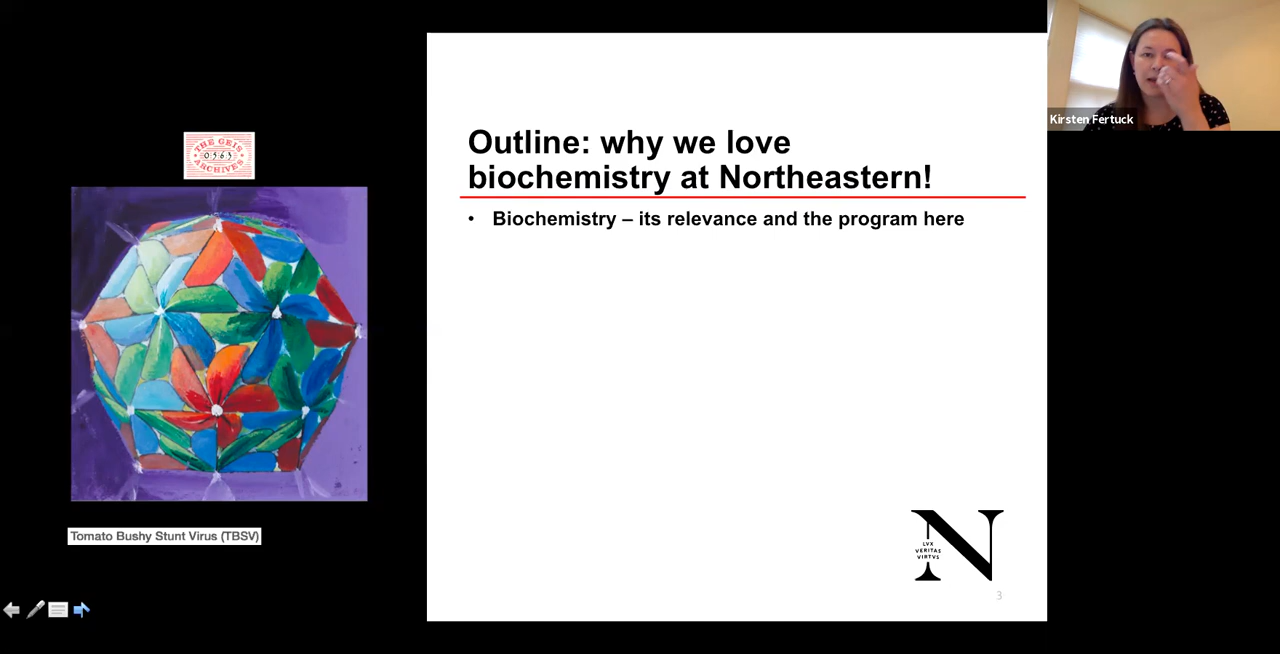 THE GEIS
0563
ARCHIVES
Tomato Bushy Stunt Virus (TBSV)
Outline: why we love
biochemistry at Northeastern!
• Biochemistry – its relevance and the program here
N
LVX
VERITAS
VIRTVS
3
Kirsten Fertuck